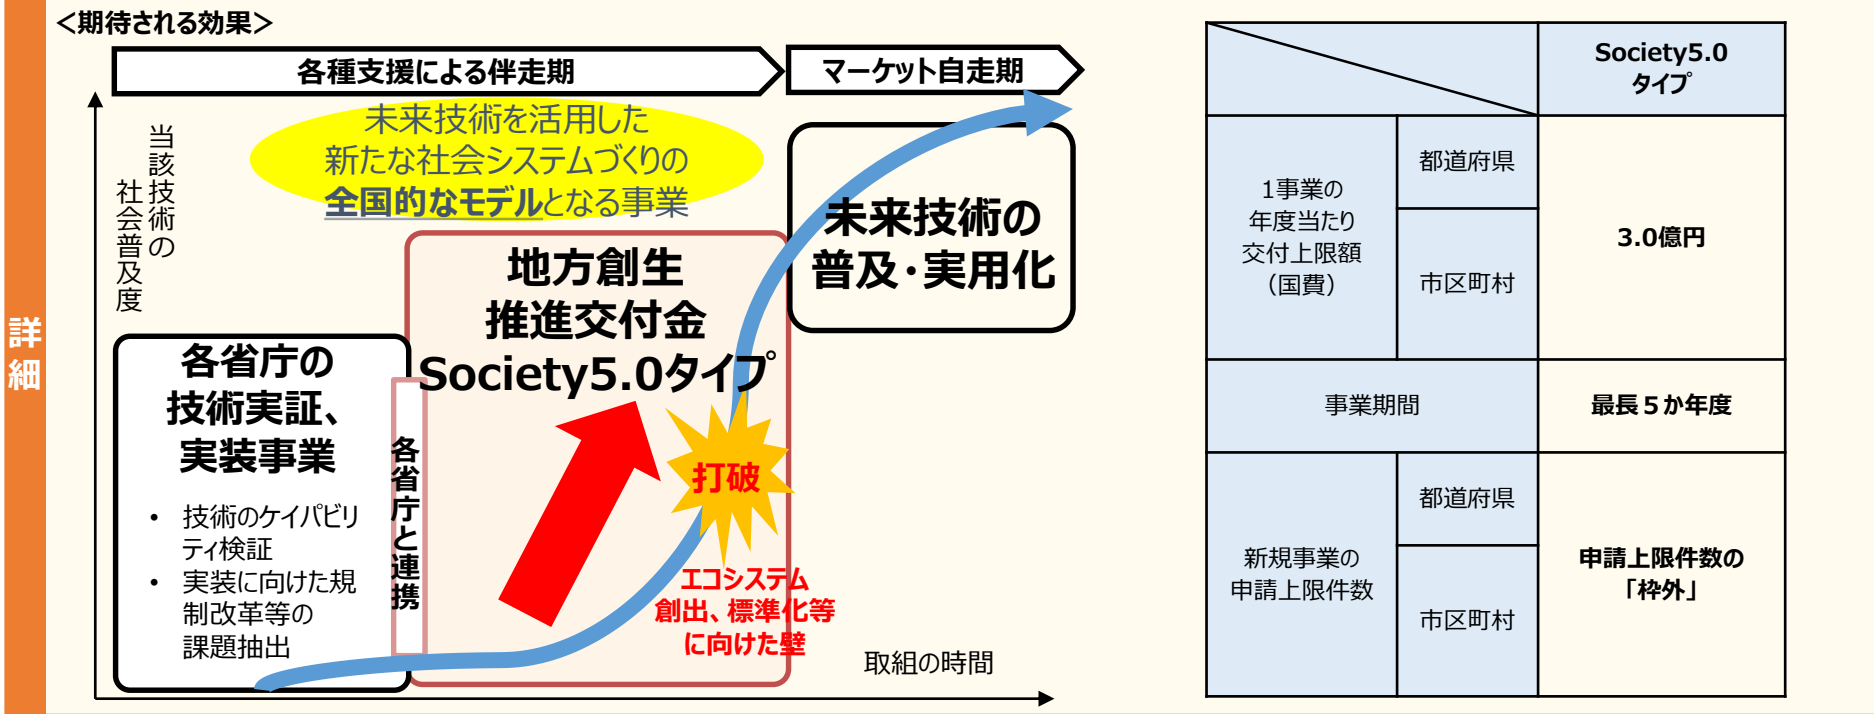 詳細
＜期待される効果＞
各種支援による伴走期
マーケット自走期
当該技術の
社会普及度
未来技術を活用した
新たな社会システムづくりの
全国的なモデルとなる事業
未来技術の
普及・実用化
地方創生
推進交付金
Society5.0タイプ
各省庁の
技術実証、
実装事業
• 技術のケイパビリ
ティ検証
• 実装に向けた規
制改革等の
課題抽出
各省庁と連携
打破
エコシステム
創出、標準化等
に向けた壁
取組の時間
Society5.0
タイプ
1事業の
年度当たり
交付上限額
（国費）
都道府県
市区町村
3.0億円
事業期間
最長５か年度
新規事業の
申請上限件数
都道府県
市区町村
申請上限件数の
「枠外」